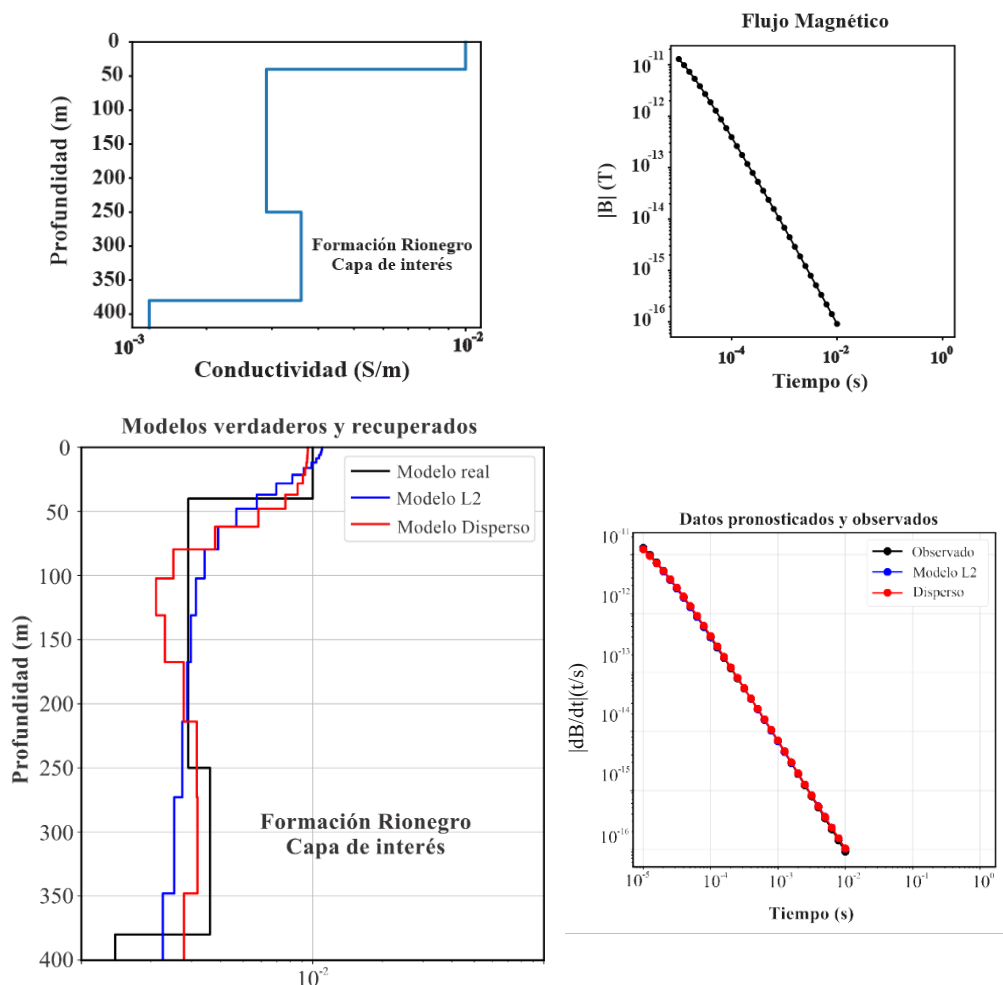 0
50
100
150
200
250
300
350
400
Profundidad (m)
Formación Rionegro
Capa de interés
10-3
10-2
Conductividad (S/m)
Flujo Magnético
10-11
10-12
10-13
10-14
10-15
10-16
|B| (T)
10-4
10-2
100
Tiempo (s)
Modelos verdaderos y recuperados
0
50
100
150
200
250
300
350
400
Profundidad (m)
Modelo real
Modelo L2
Modelo Disperso
Formación Rionegro
Capa de interés
10-2
Datos pronosticados y observados
10-11
10-12
10-13
10-14
10-15
10-16
|dB/dt|(t/s)
Observado
Modelo L2
Disperso
10-5
10-4
10-3
10-2
10-1
100
Tiempo (s)